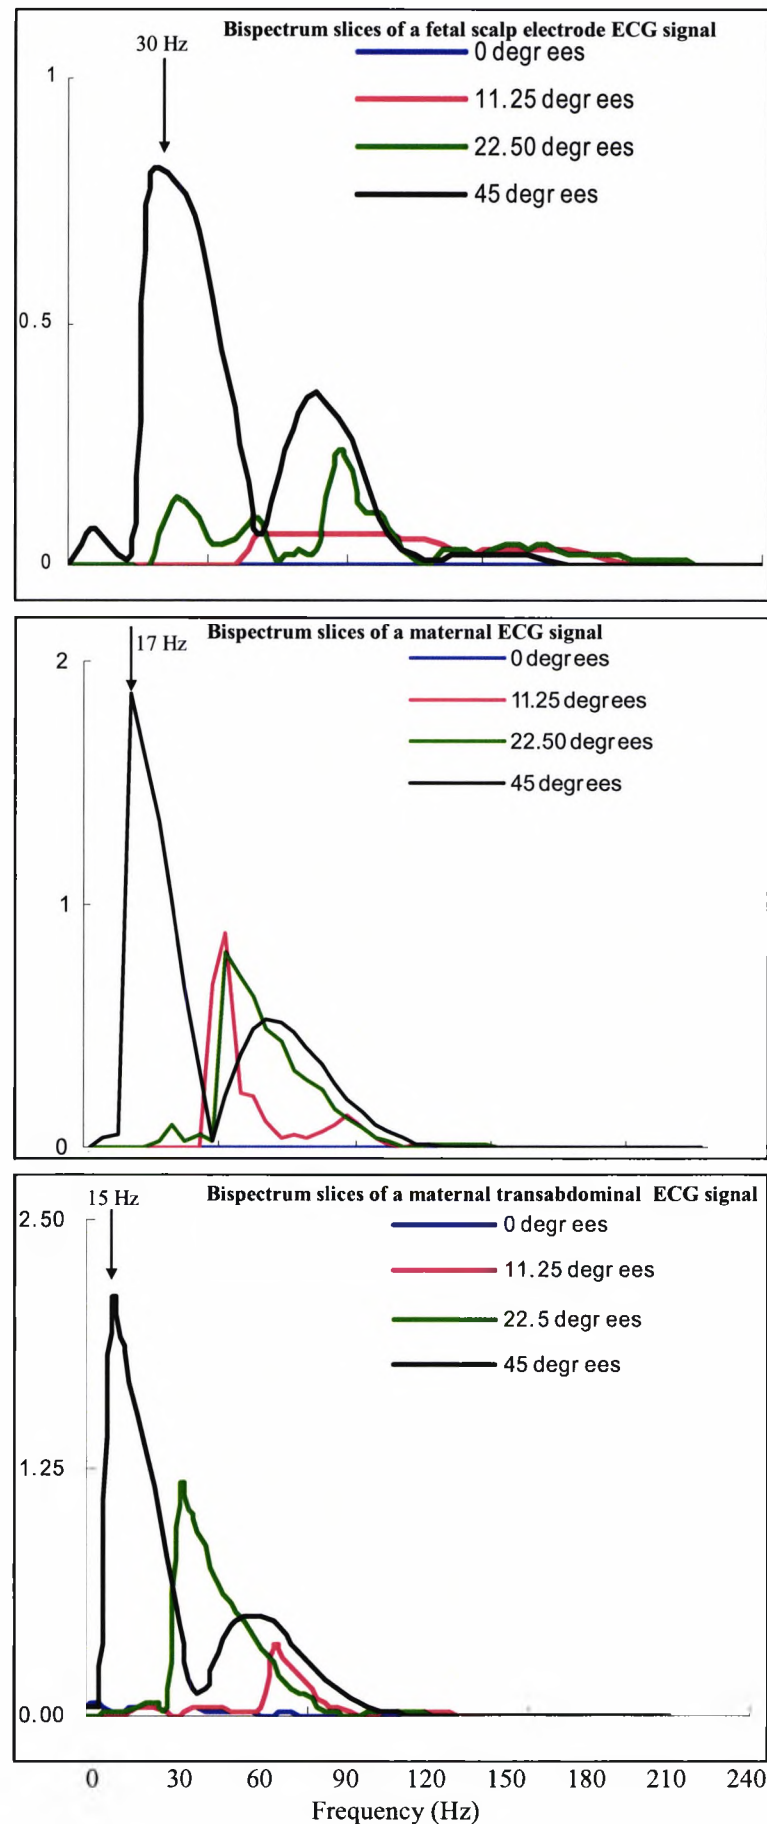 Bispectrum slices of a fetal scalp electrode ECG signal
30 Hz
0 degr ees
11.25 degr ees
22.50 degr ees
45 degr ees
1
0.5
0
Bispectrum slices of a maternal ECG signal
17 Hz
0 degrees
11.25 degrees
22.50 degrees
45 degrees
2
1
0
Bispectrum slices of a maternal transabdominal ECG signal
15 Hz
0 degr ees
11.25 degr ees
22.5 degr ees
45 degr ees
2.50
1.25
0.00
0 30 60 90 120 150 180 210 240
Frequency (Hz)